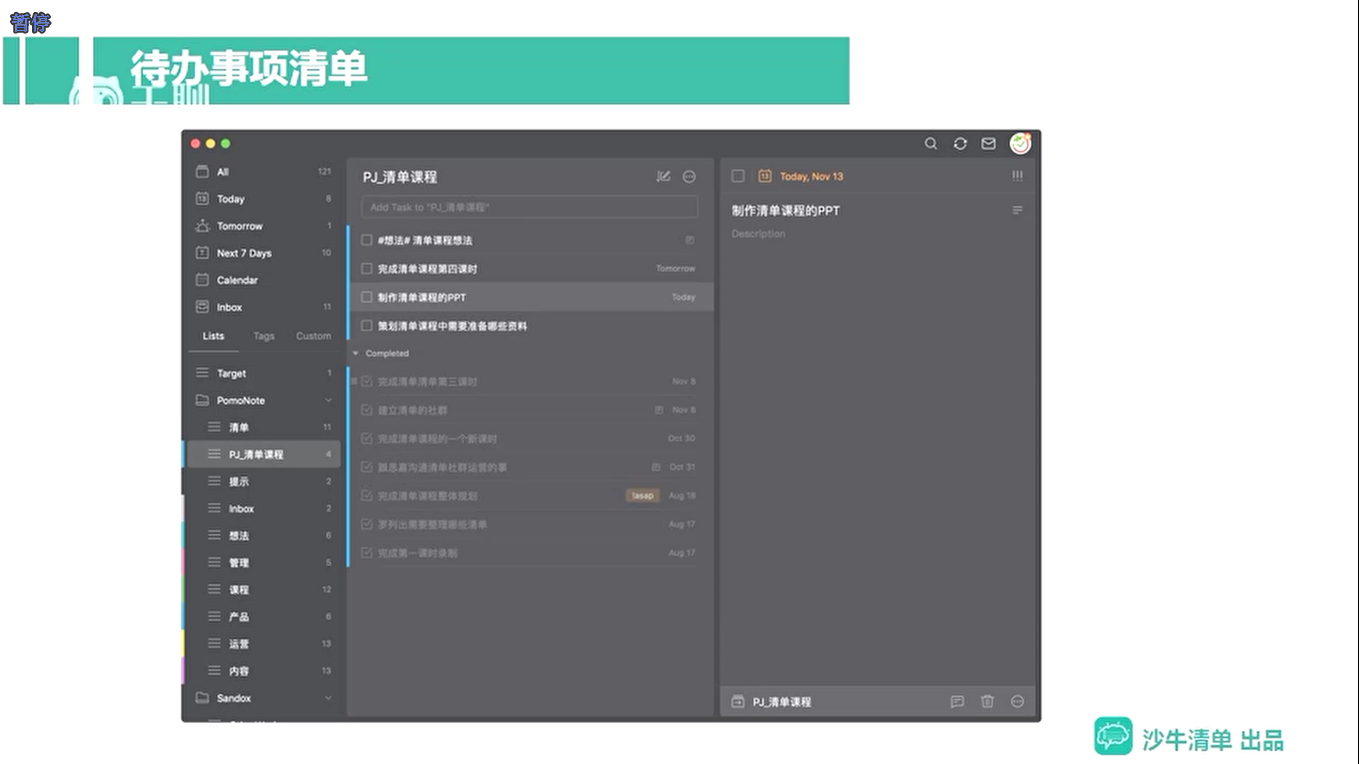 暂停
待办事项清单
千聊
All 121
Today 8
Tomorrow 1
Next 7 Days 10
Calendar
Inbox 11
Lists Tags Custom
Target 1
PomoNote
清单 11
PJ_清单课程 4
提示 2
Inbox 2
想法 6
管理 5
课程 12
产品 6
运营 13
内容 13
Sandox
PJ_清单课程
Add Task to "PJ_清单课程"
#想法# 清单课程想法
完成清单课程第四课时 Tomorrow
制作清单课程的PPT Today
策划清单课程中需要准备哪些资料
Completed
完成清单清单第三课时 Nov 8
建立清单的社群 Nov 6
完成清单课程的一个新课时 Oct 30
跟恩嘉沟通清单社群运营的事 Oct 31
完成清单课程整体规划 !asap Aug 18
罗列出需要整理哪些清单 Aug 17
完成第一课时录制 Aug 17
13 Today, Nov 13
制作清单课程的PPT
Description
PJ_清单课程
沙牛清单 出品